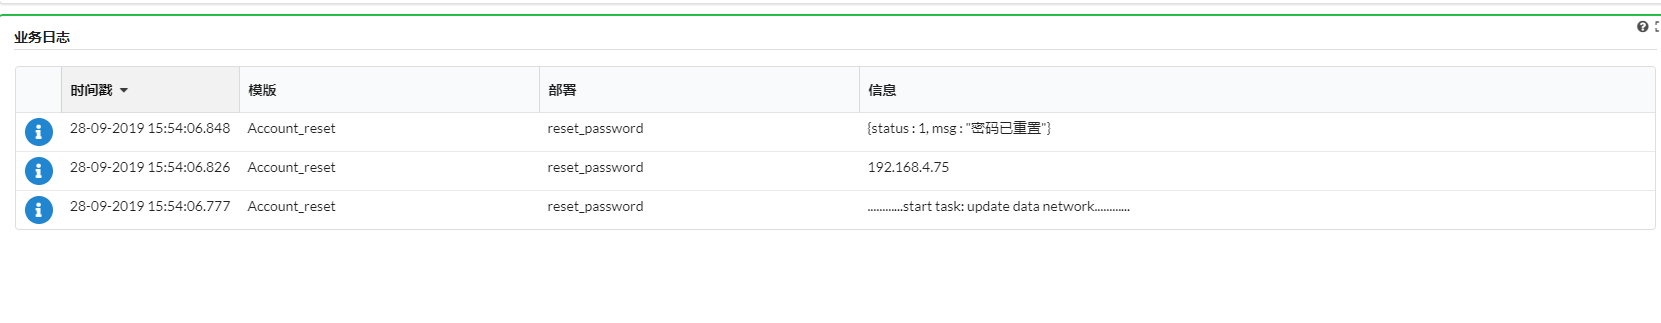 业务日志
时间戳 模版 部署 信息
28-09-2019 15:54:06.848 Account_reset reset_password {status : 1, msg : "密码已重置"}
28-09-2019 15:54:06.826 Account_reset reset_password 192.168.4.75
28-09-2019 15:54:06.777 Account_reset reset_password ............start task: update data network............